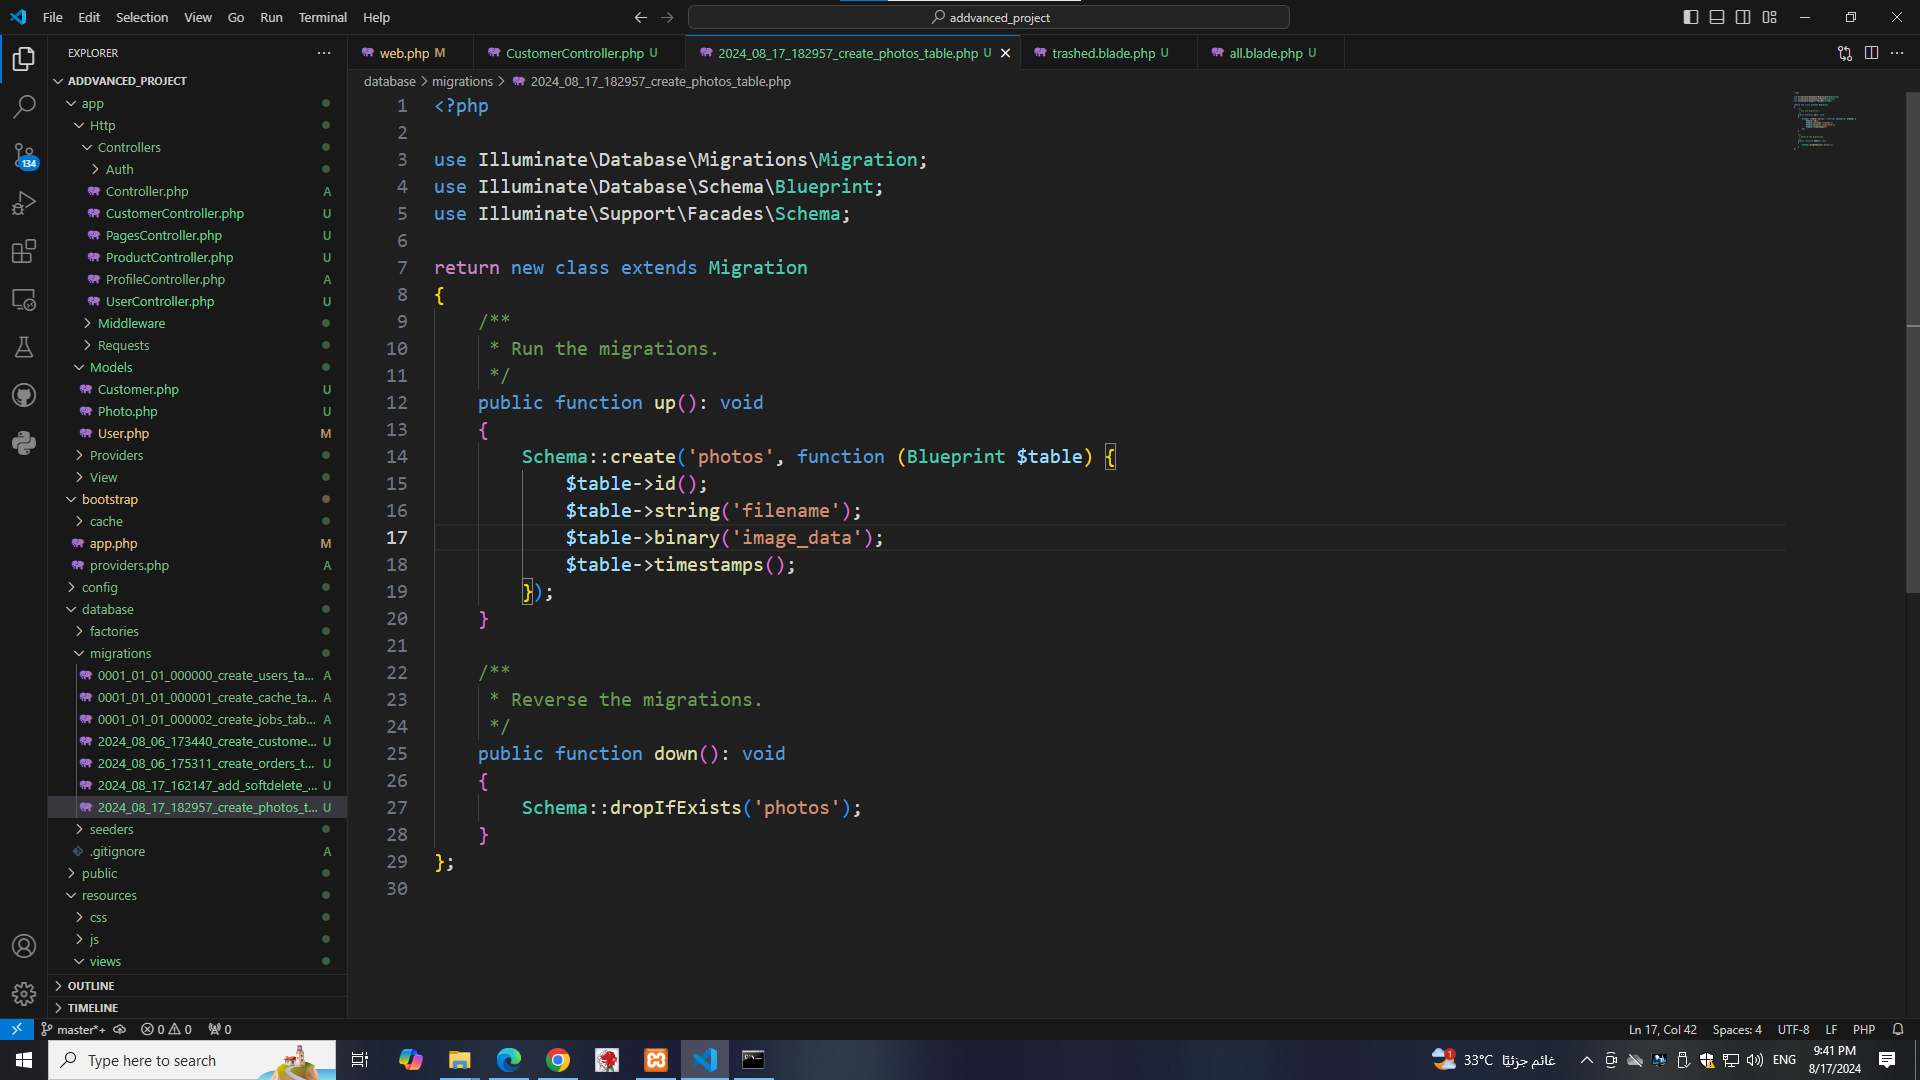 File Edit Selection View Go Run Terminal Help
addvanced_project
EXPLORER
ADDVANCED_PROJECT
app
Http
Controllers
Auth
Controller.php A
CustomerController.php U
PagesController.php U
ProductController.php U
ProfileController.php A
UserController.php U
Middleware
Requests
Models
Customer.php U
Photo.php U
User.php M
Providers
View
bootstrap
cache
app.php M
providers.php A
config
database
factories
migrations
0001_01_01_000000_create_users_ta... A
0001_01_01_000001_create_cache_ta... A
0001_01_01_000002_create_jobs_tab... A
2024_08_06_173440_create_custome... U
2024_08_06_175311_create_orders_t... U
2024_08_17_162147_add_softdelete_... U
2024_08_17_182957_create_photos_t... U
seeders
.gitignore A
public
resources
css
js
views
OUTLINE
TIMELINE
134
web.php M
CustomerController.php U
2024_08_17_182957_create_photos_table.php U
trashed.blade.php U
all.blade.php U
database > migrations > 2024_08_17_182957_create_photos_table.php
1 <?php
2
3 use Illuminate\Database\Migrations\Migration;
4 use Illuminate\Database\Schema\Blueprint;
5 use Illuminate\Support\Facades\Schema;
6
7 return new class extends Migration
8 {
9 /**
10 * Run the migrations.
11 */
12 public function up(): void
13 {
14 Schema::create('photos', function (Blueprint $table) {
15 $table->id();
16 $table->string('filename');
17 $table->binary('image_data');
18 $table->timestamps();
19 });
20 }
21
22 /**
23 * Reverse the migrations.
24 */
25 public function down(): void
26 {
27 Schema::dropIfExists('photos');
28 }
29 };
30
master*+ 0 0 0
Ln 17, Col 42 Spaces: 4 UTF-8 LF PHP
Type here to search
1 33°C غائم جزئيًا
ENG
9:41 PM
8/17/2024